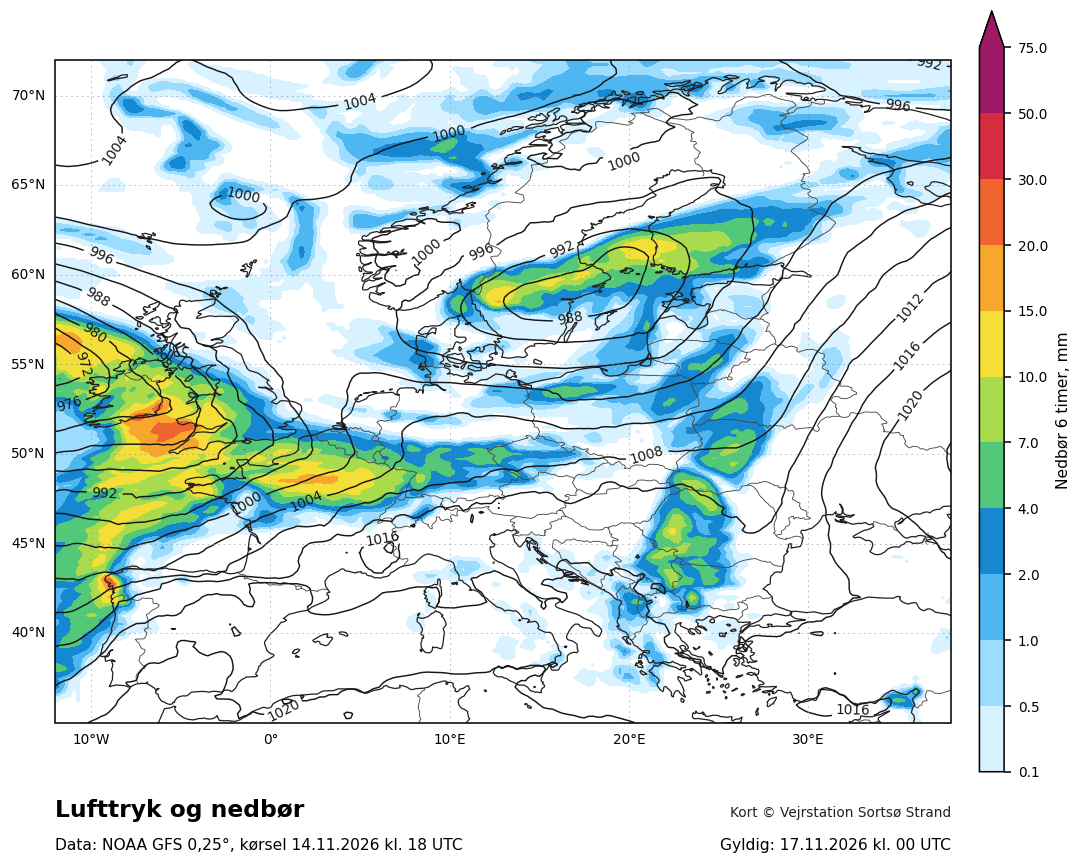 992
70°N
1004
996
1000
1004
1000
65°N
1000
996
1000
996
992
60°N
988
988
1012
980
972
55°N
1016
976
1020
50°N
1008
992
1000
1004
45°N
1016
40°N
1020
1016
10°W
0°
10°E
20°E
30°E
75.0
50.0
30.0
20.0
15.0
10.0
7.0
4.0
2.0
1.0
0.5
0.1
Nedbør 6 timer, mm
Lufttryk og nedbør
Kort © Vejrstation Sortsø Strand
Data: NOAA GFS 0,25°, kørsel 14.11.2026 kl. 18 UTC
Gyldig: 17.11.2026 kl. 00 UTC